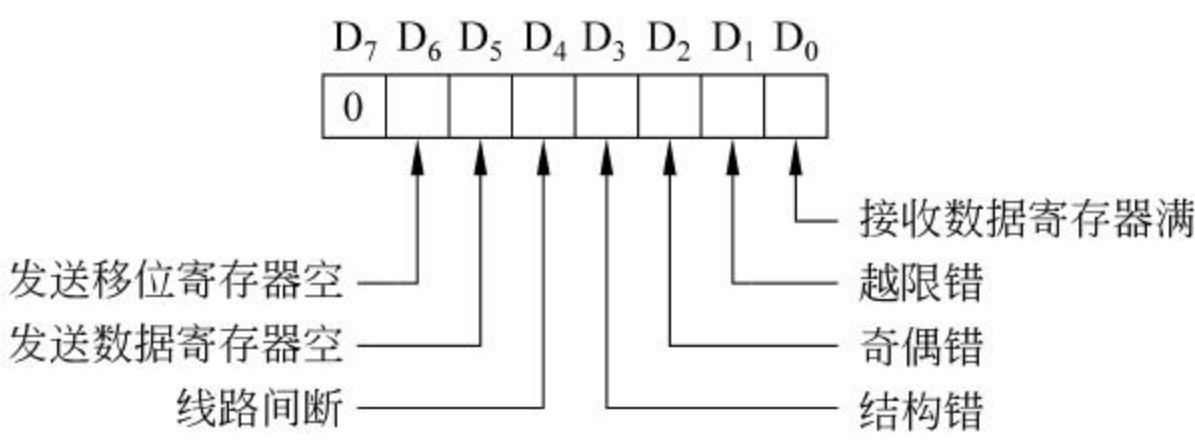 D₇ D₆ D₅ D₄ D₃ D₂ D₁ D₀
0
接收数据寄存器满
发送移位寄存器空
越限错
发送数据寄存器空
奇偶错
线路间断
结构错